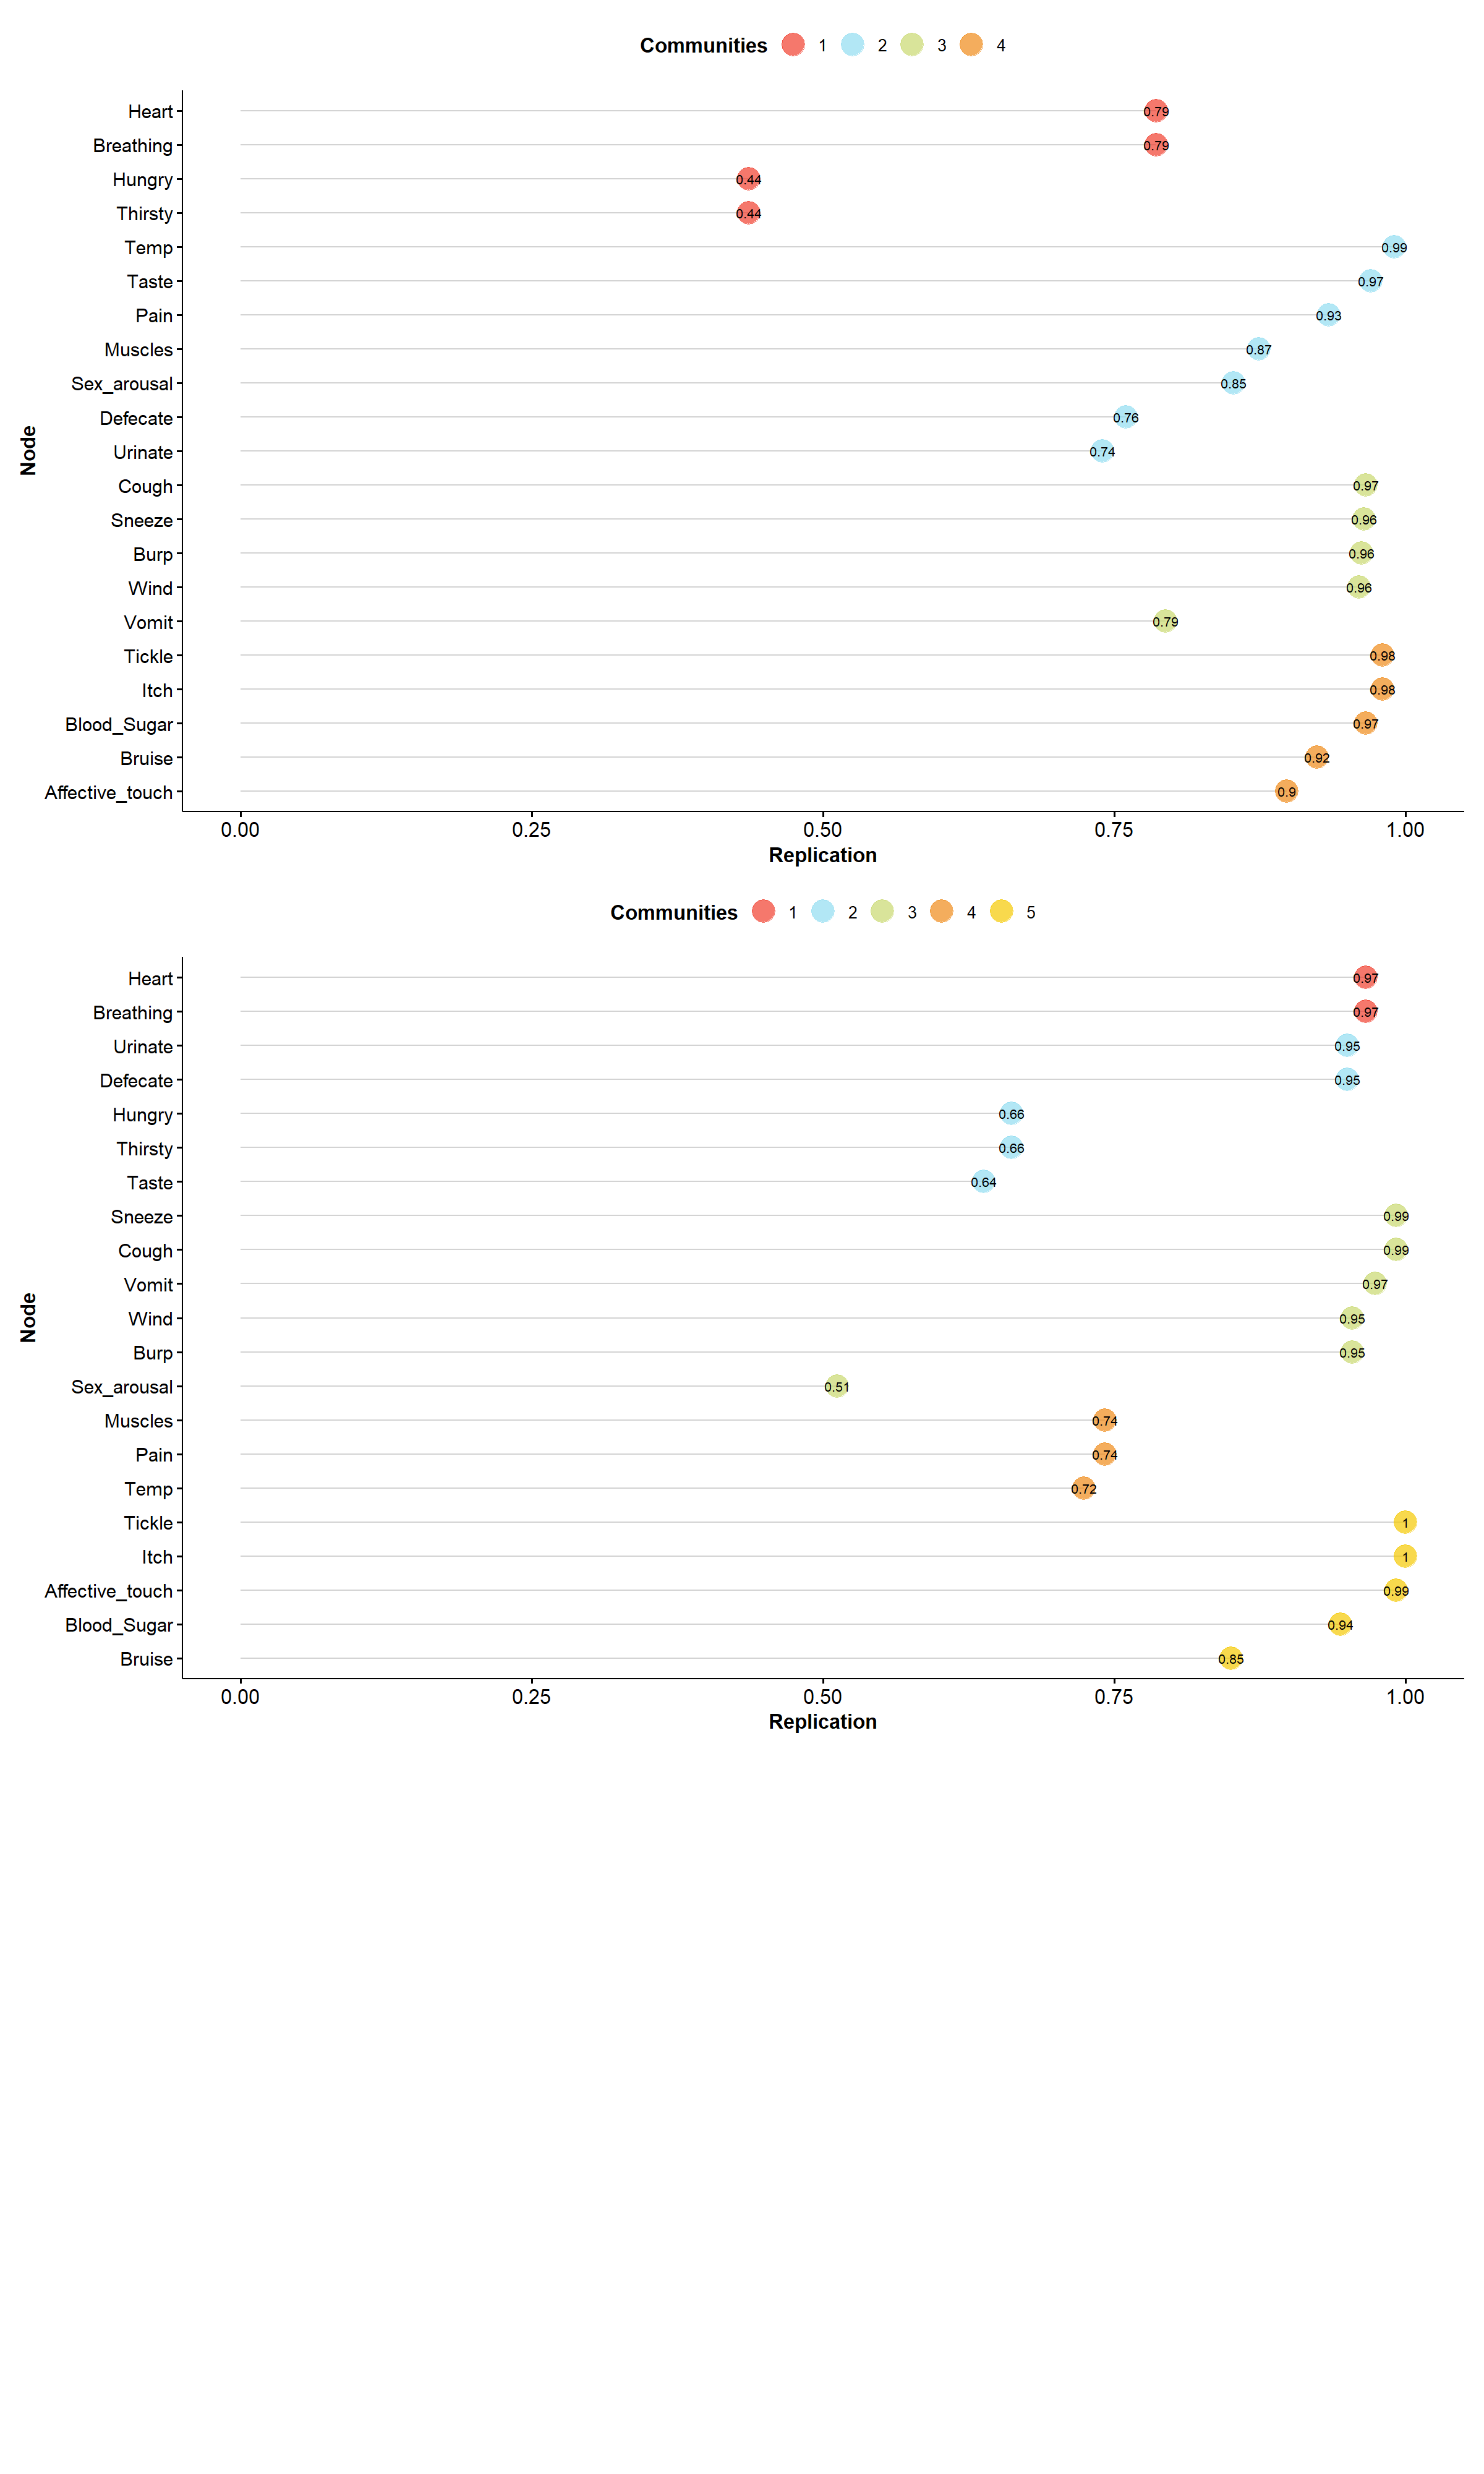 Communities 1 2 3 4
Heart 0.79
Breathing 0.79
Hungry 0.44
Thirsty 0.44
Temp 0.99
Taste 0.97
Pain 0.93
Muscles 0.87
Sex_arousal 0.85
Defecate 0.76
Urinate 0.74
Cough 0.97
Sneeze 0.96
Burp 0.96
Wind 0.96
Vomit 0.79
Tickle 0.98
Itch 0.98
Blood_Sugar 0.97
Bruise 0.92
Affective_touch 0.9
Node
0.00 0.25 0.50 0.75 1.00
Replication
Communities 1 2 3 4 5
Heart 0.97
Breathing 0.97
Urinate 0.95
Defecate 0.95
Hungry 0.66
Thirsty 0.66
Taste 0.64
Sneeze 0.99
Cough 0.99
Vomit 0.97
Wind 0.95
Burp 0.95
Sex_arousal 0.51
Muscles 0.74
Pain 0.74
Temp 0.72
Tickle 1
Itch 1
Affective_touch 0.99
Blood_Sugar 0.94
Bruise 0.85
Node
0.00 0.25 0.50 0.75 1.00
Replication